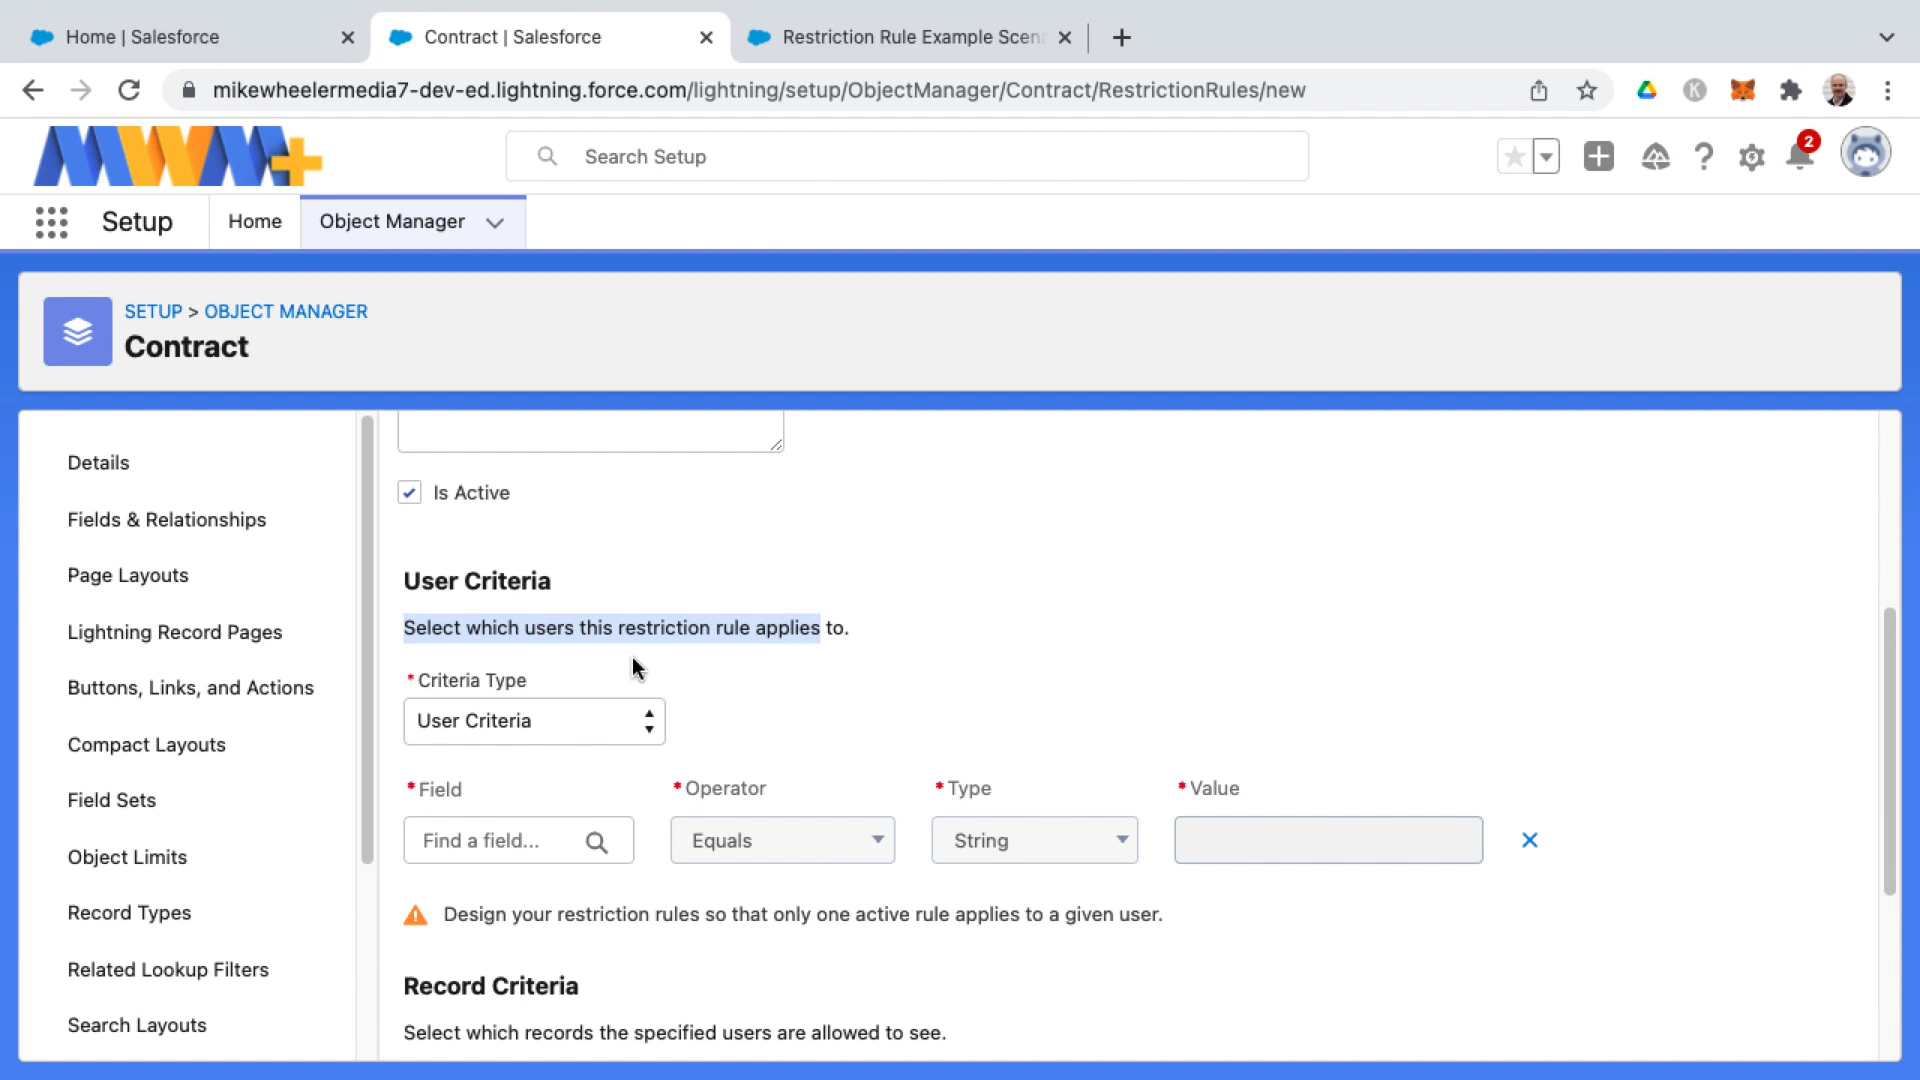 Home | Salesforce
Contract | Salesforce
Restriction Rule Example Scen
mikewheelermedia7-dev-ed.lightning.force.com/lightning/setup/ObjectManager/Contract/RestrictionRules/new
K
MWM+
Search Setup
2
Setup
Home
Object Manager
SETUP > OBJECT MANAGER
Contract
Details
Fields & Relationships
Page Layouts
Lightning Record Pages
Buttons, Links, and Actions
Compact Layouts
Field Sets
Object Limits
Record Types
Related Lookup Filters
Search Layouts
Is Active
User Criteria
Select which users this restriction rule applies to.
* Criteria Type
User Criteria
* Field
* Operator
* Type
* Value
Find a field...
Equals
String
Design your restriction rules so that only one active rule applies to a given user.
Record Criteria
Select which records the specified users are allowed to see.